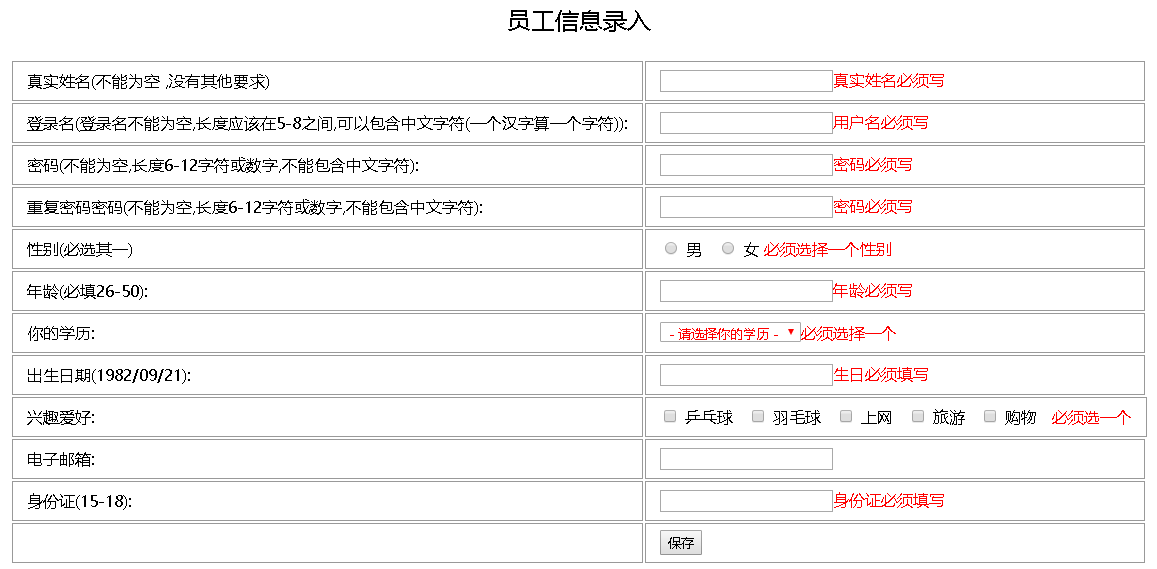 员工信息录入
真实姓名(不能为空 ,没有其他要求) 真实姓名必须写
登录名(登录名不能为空,长度应该在5-8之间,可以包含中文字符(一个汉字算一个字符)): 用户名必须写
密码(不能为空,长度6-12字符或数字,不能包含中文字符): 密码必须写
重复密码密码(不能为空,长度6-12字符或数字,不能包含中文字符): 密码必须写
性别(必选其一) 男 女 必须选择一个性别
年龄(必填26-50): 年龄必须写
你的学历: - 请选择你的学历 - 必须选择一个
出生日期(1982/09/21): 生日必须填写
兴趣爱好: 乒乓球 羽毛球 上网 旅游 购物 必须选一个
电子邮箱:
身份证(15-18): 身份证必须填写
保存